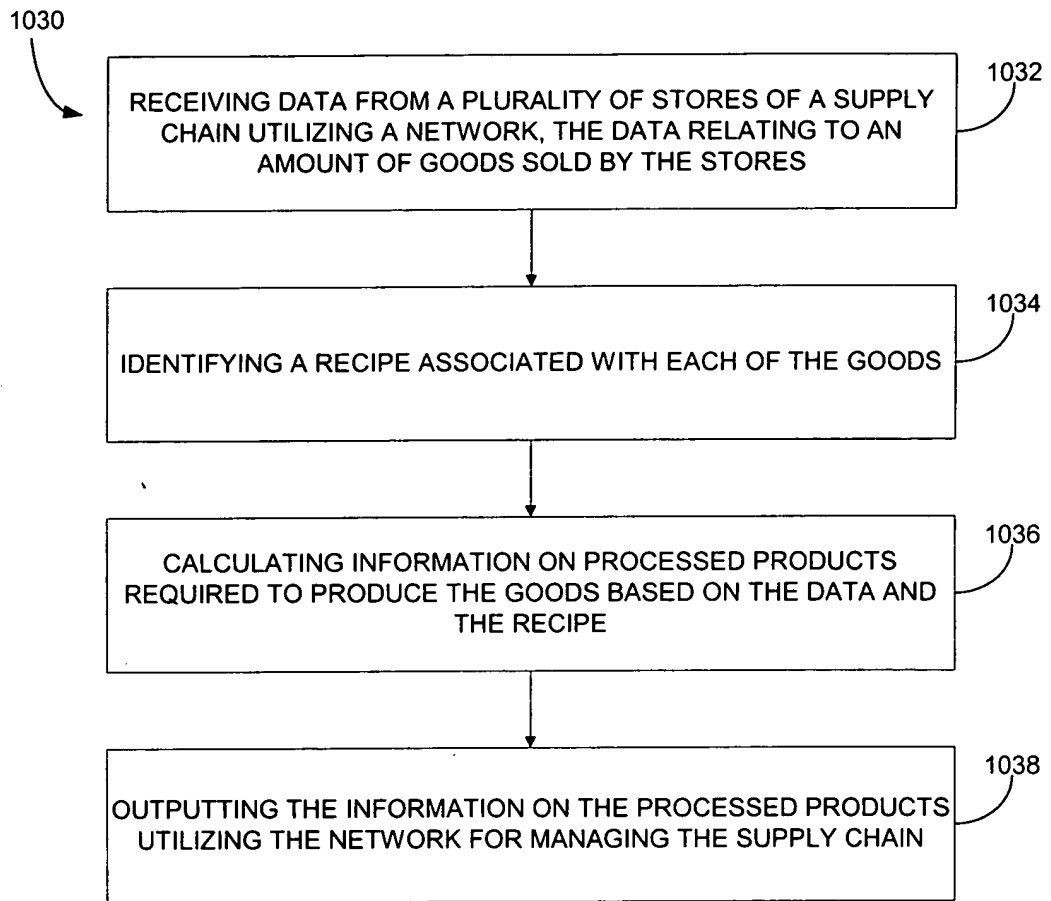 1030
1032
RECEIVING DATA FROM A PLURALITY OF STORES OF A SUPPLY
CHAIN UTILIZING A NETWORK, THE DATA RELATING TO AN
AMOUNT OF GOODS SOLD BY THE STORES
1034
IDENTIFYING A RECIPE ASSOCIATED WITH EACH OF THE GOODS
1036
CALCULATING INFORMATION ON PROCESSED PRODUCTS
REQUIRED TO PRODUCE THE GOODS BASED ON THE DATA AND
THE RECIPE
1038
OUTPUTTING THE INFORMATION ON THE PROCESSED PRODUCTS
UTILIZING THE NETWORK FOR MANAGING THE SUPPLY CHAIN